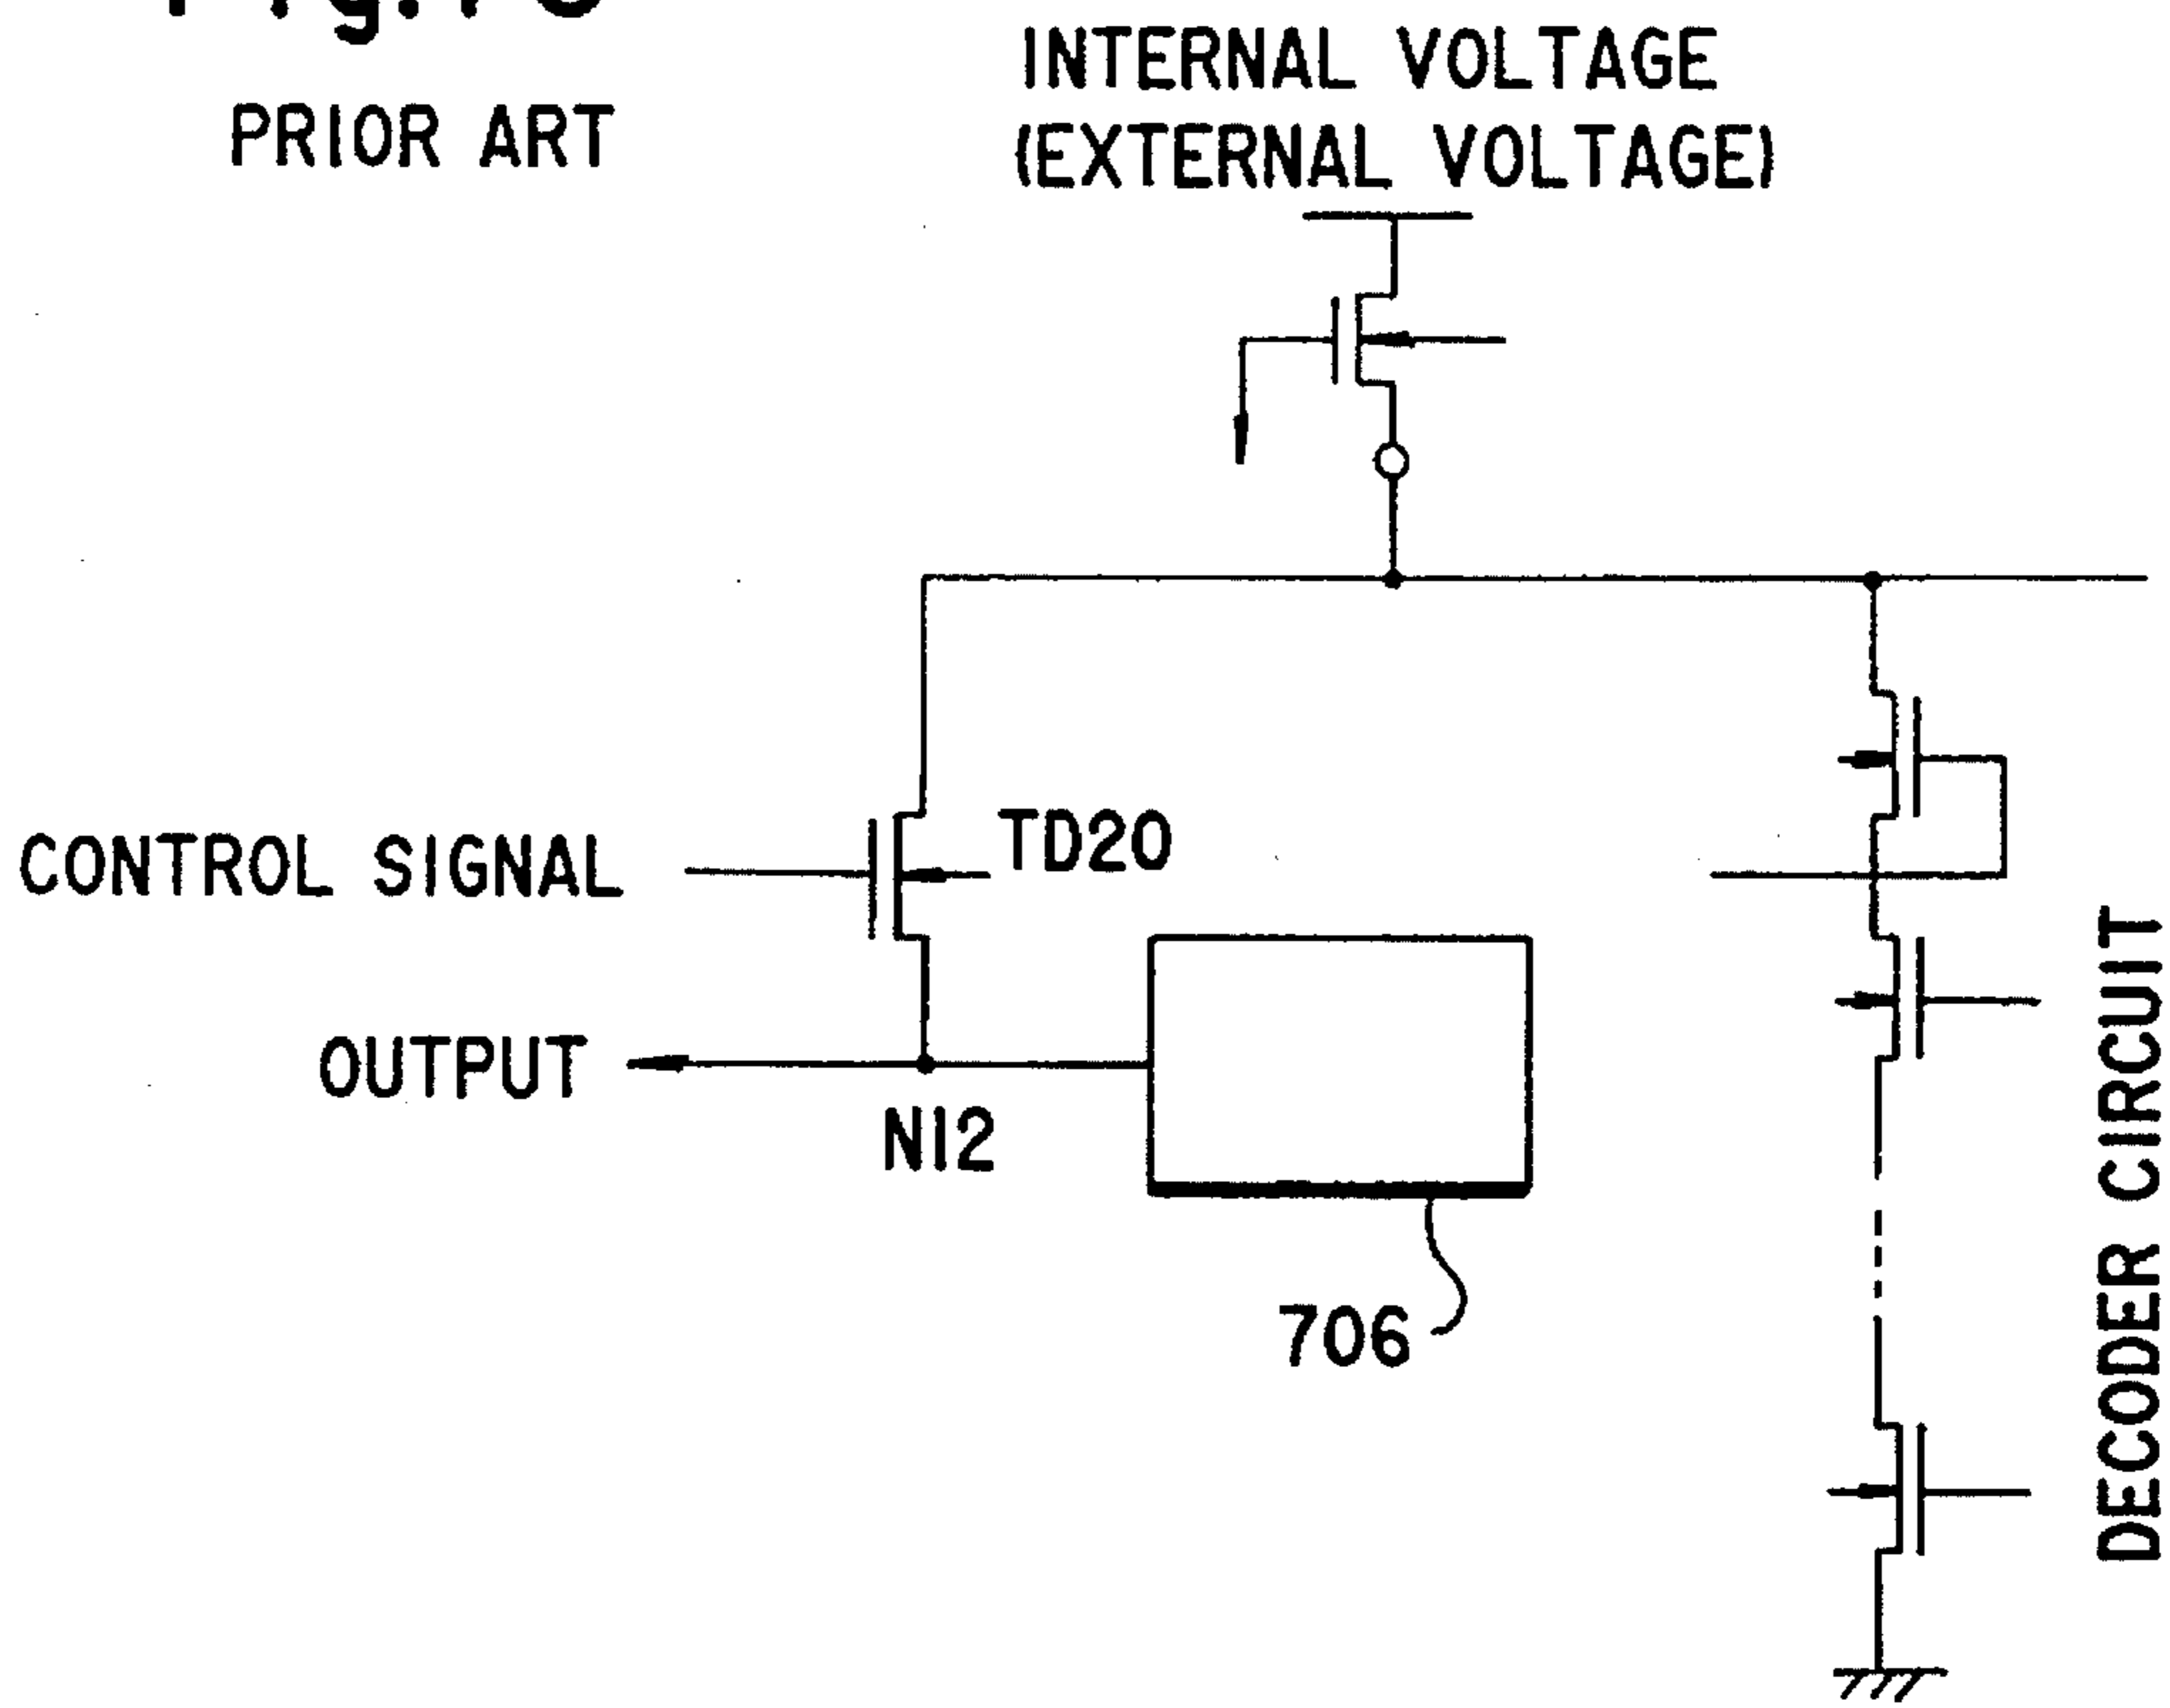 PRIOR ART
INTERNAL VOLTAGE
(EXTERNAL VOLTAGE)
CONTROL SIGNAL
TD20
OUTPUT
N12
706
DECODER CIRCUIT